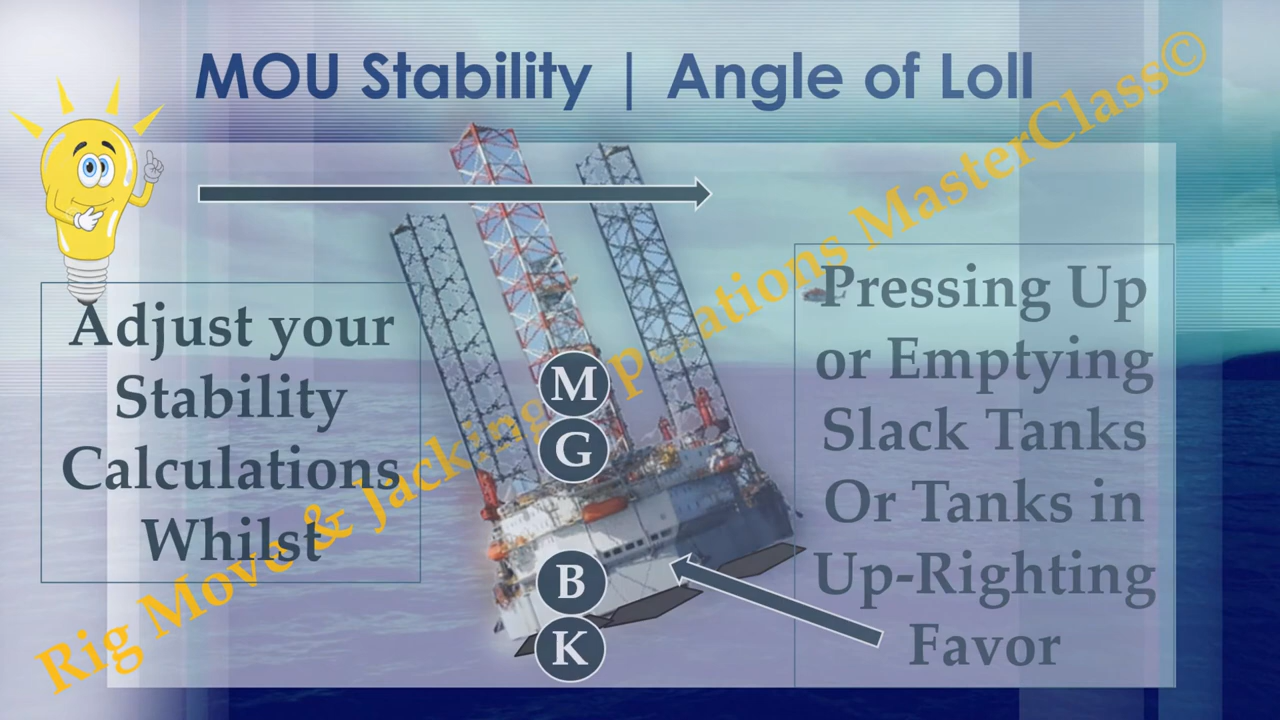 MOU Stability | Angle of Loll
Adjust your
Stability
Calculations
Whilst
M
G
B
K
Pressing Up
or Emptying
Slack Tanks
Or Tanks in
Up-Righting
Favor
Rig Move & Jacking Operations MasterClass©